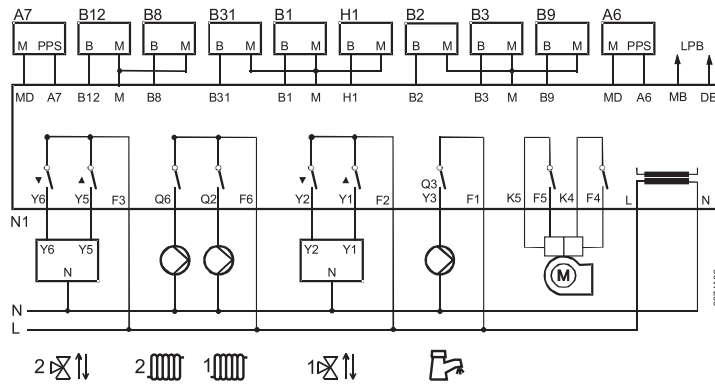 A7 B12 B8 B31 B1 H1 B2 B3 B9 A6
M PPS B M B M B M B M B M B M B M B M M PPS LPB
MD A7 B12 M B8 B31 B1 M H1 B2 B3 M B9 MD A6 MB DB
Q3
Y6 Y5 F3 Q6 Q2 F6 Y2 Y1 F2 Y3 F1 K5 F5 K4 F4 L N
N1
Y6 Y5 Y2 Y1
N N M
N
L
2 2 1 1